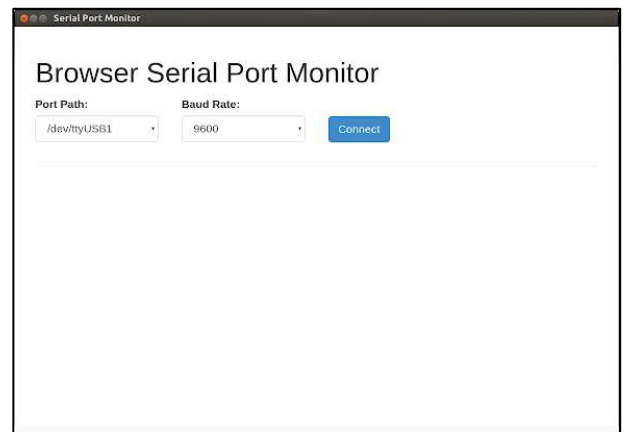 Serial Port Monitor
Browser Serial Port Monitor
Port Path: Baud Rate:
/dev/ttyUSB1 9600 Connect